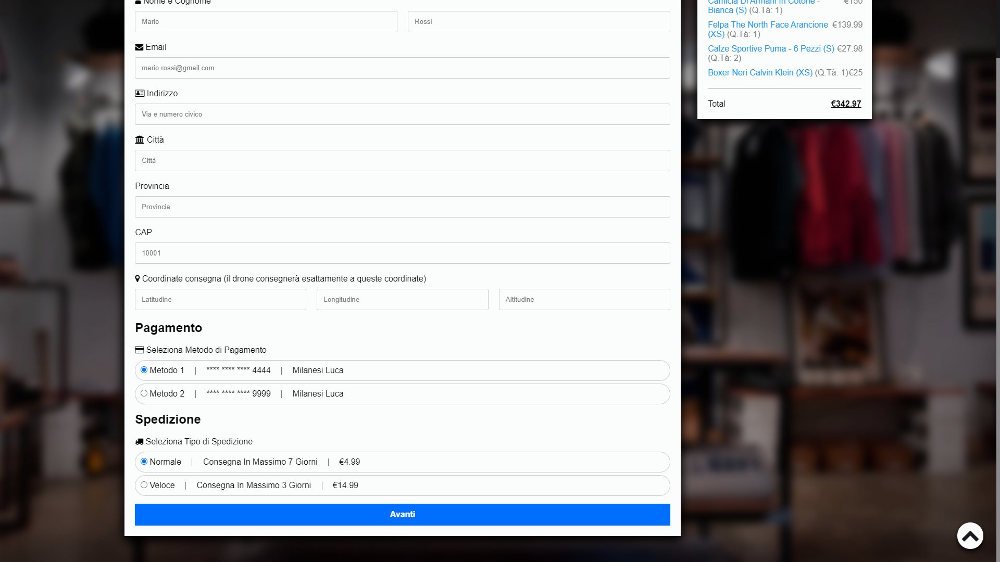 Nome e Cognome
Mario
Rossi
Email
mario.rossi@gmail.com
Indirizzo
Via e numero civico
Città
Città
Provincia
Provincia
CAP
10001
Coordinate consegna (il drone consegnerà esattamente a queste coordinate)
Latitudine
Longitudine
Altitudine
Pagamento
Seleziona Metodo di Pagamento
Metodo 1 | **** **** **** 4444 | Milanesi Luca
Metodo 2 | **** **** **** 9999 | Milanesi Luca
Spedizione
Seleziona Tipo di Spedizione
Normale | Consegna In Massimo 7 Giorni | €4.99
Veloce | Consegna In Massimo 3 Giorni | €14.99
Avanti
Camicia Di Armani In Cotone - €150
Bianca (S) (Q.Tà: 1)
Felpa The North Face Arancione €139.99
(XS) (Q.Tà: 1)
Calze Sportive Puma - 6 Pezzi (S) €27.98
(Q.Tà: 2)
Boxer Neri Calvin Klein (XS) (Q.Tà: 1)€25
Total €342.97